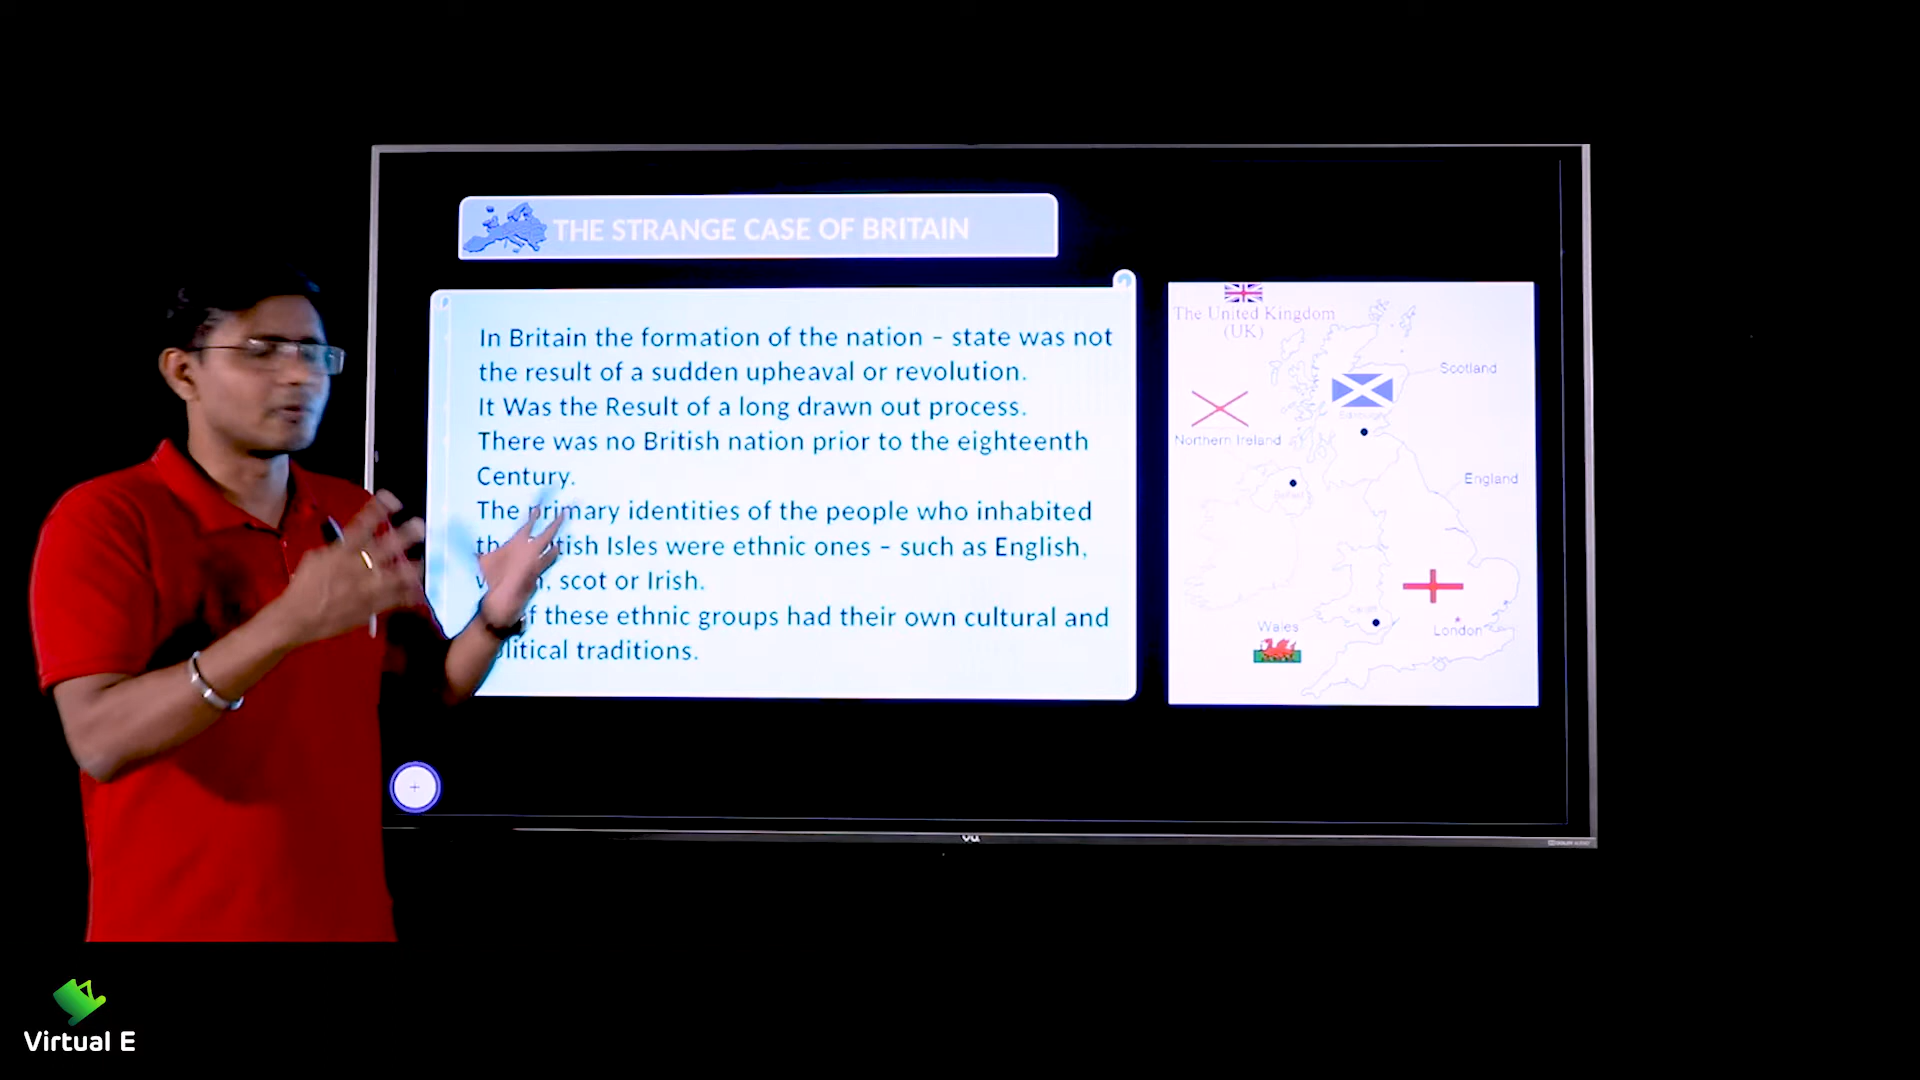 THE STRANGE CASE OF BRITAIN
In Britain the formation of the nation – state was not
the result of a sudden upheaval or revolution.
It Was the Result of a long drawn out process.
There was no British nation prior to the eighteenth
Century.
The primary identities of the people who inhabited
Isles were ethnic ones – such as English,
scot or Irish.
these ethnic groups had their own cultural and
traditions.
The United Kingdom
(UK)
Scotland
Edinburgh
Northern Ireland
England
Belfast
Cardiff
Wales
London
Vu
Virtual E